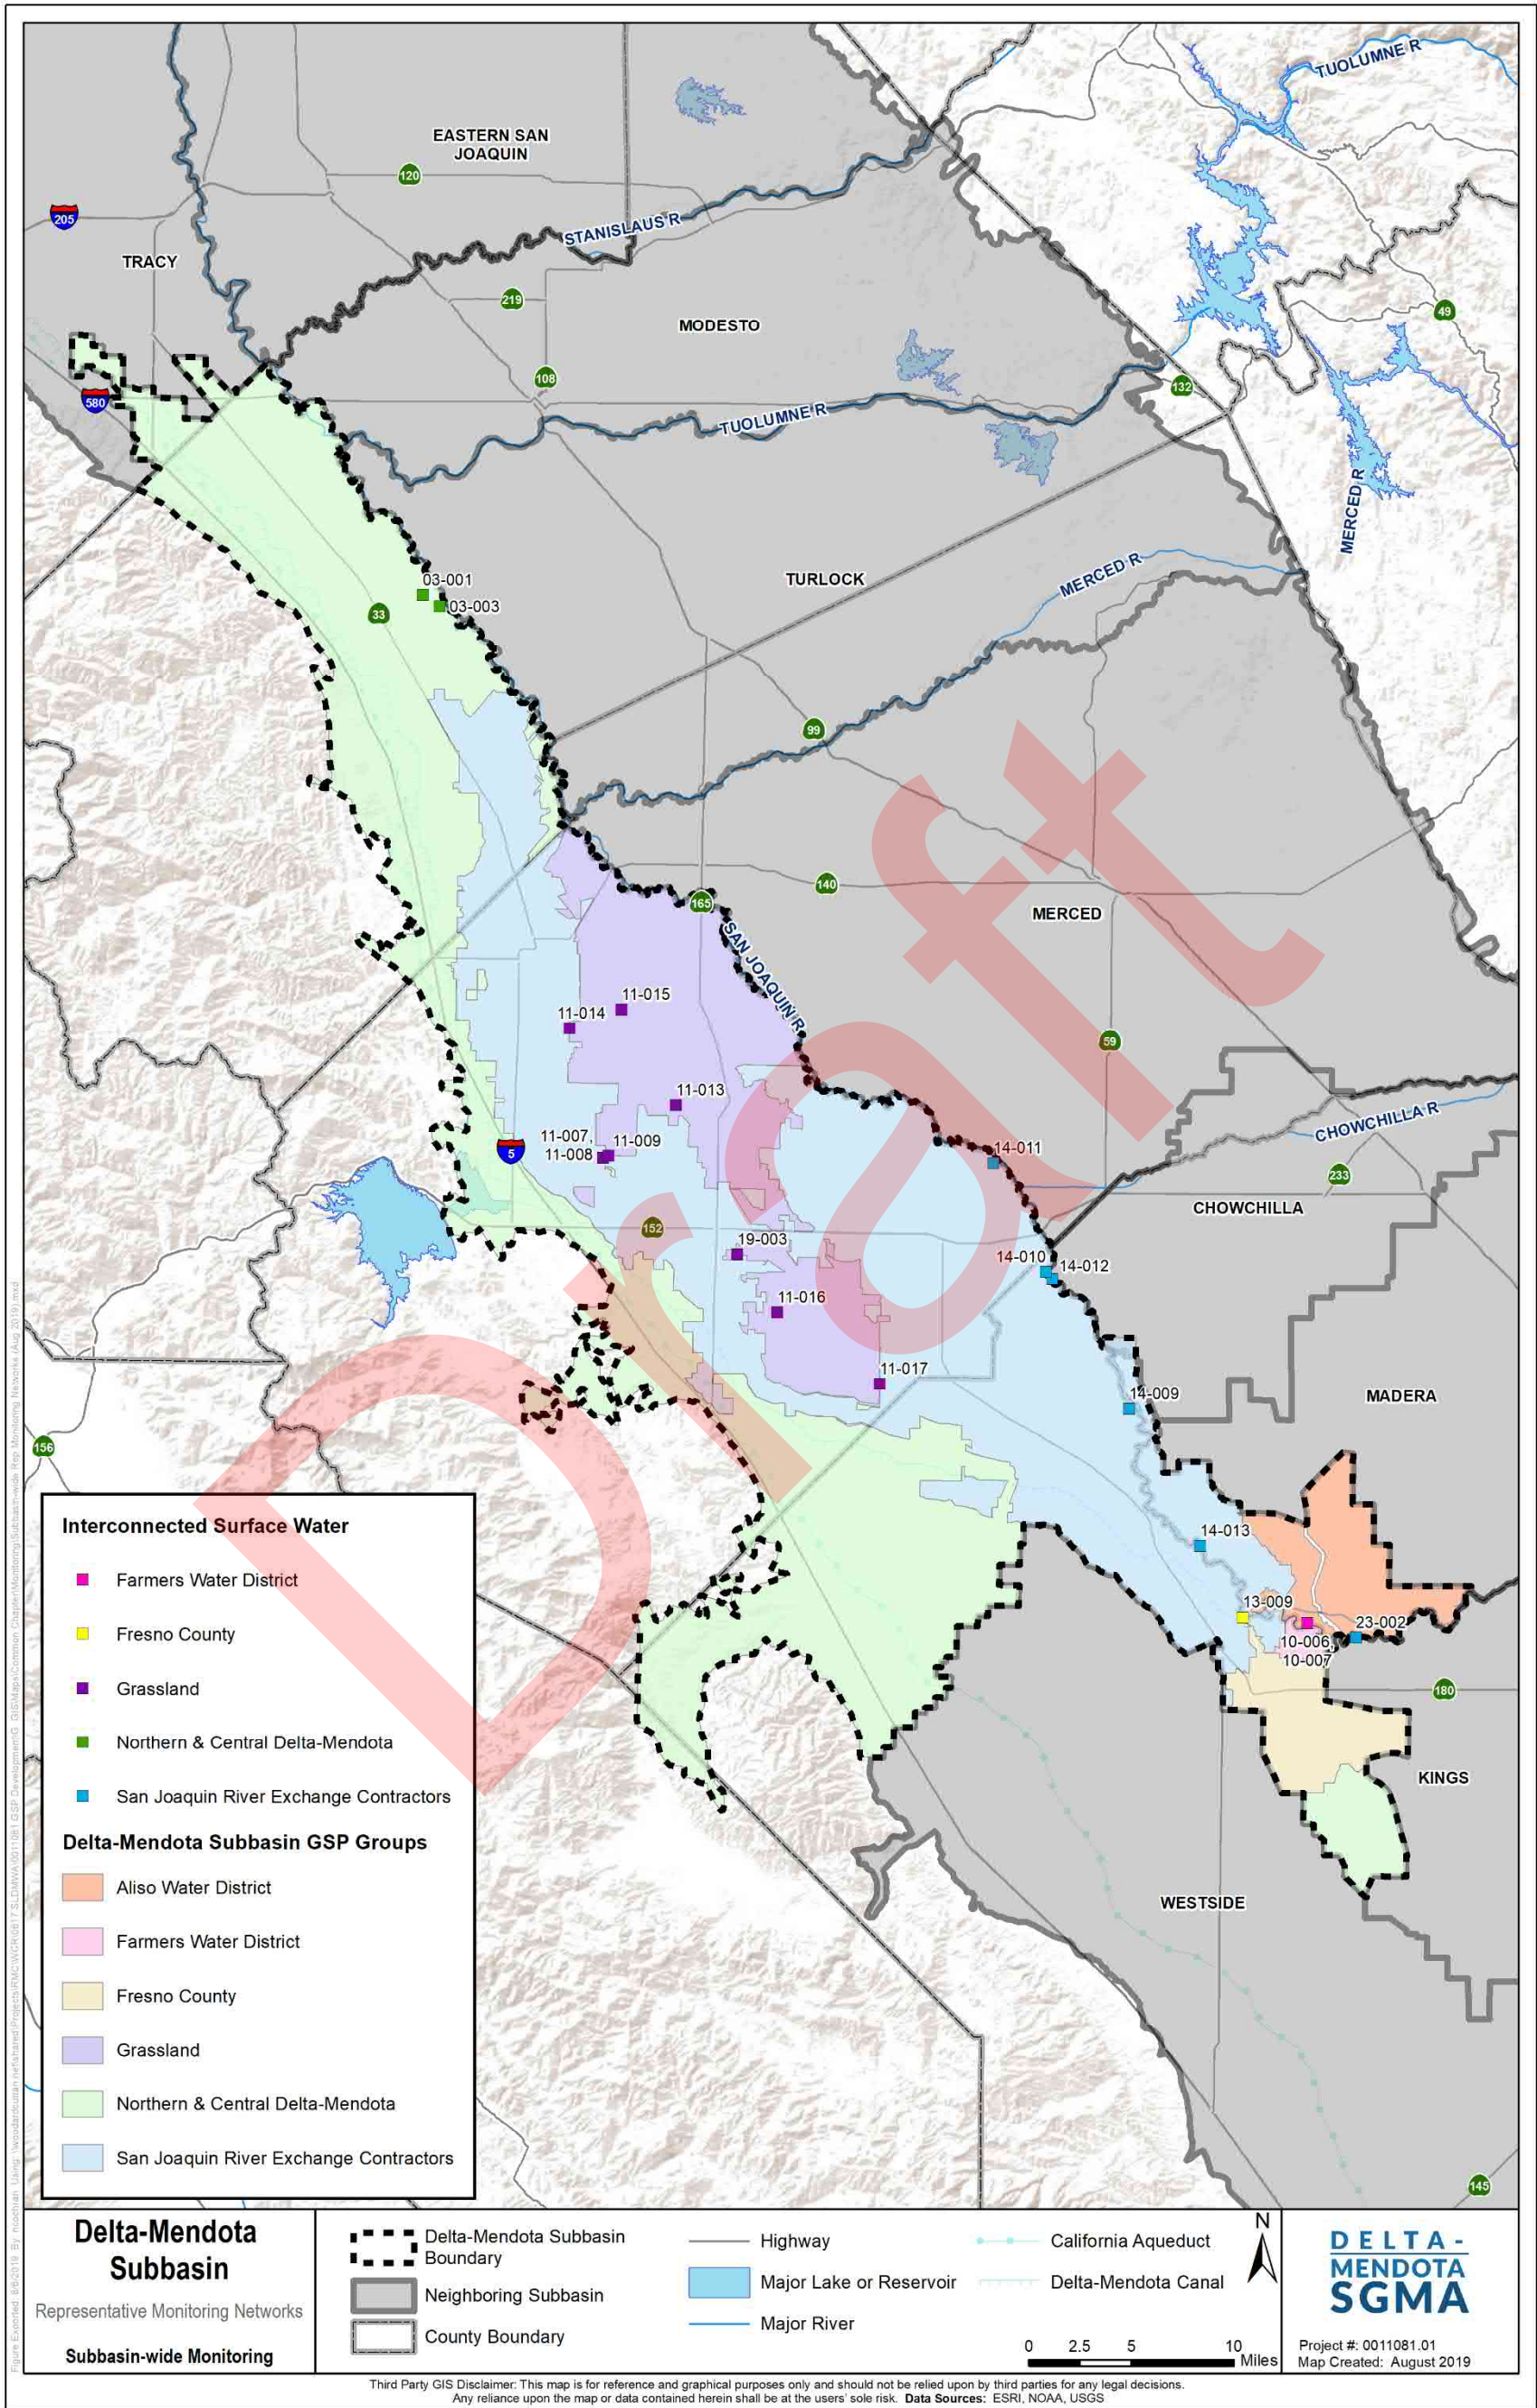 TUOLUMNE R
EASTERN SAN
JOAQUIN
120
STANISLAUS R
205
TRACY
219
MODESTO
49
108
132
580
TUOLUMNE R
MERCED R
03-001
03-003
33
TURLOCK
MERCED R
99
140
165
MERCED
SAN JOAQUIN R
11-015
11-014
59
11-013
CHOWCHILLA R
11-007,
11-008
11-009
5
14-011
233
CHOWCHILLA
152
19-003
14-010
14-012
11-016
11-017
14-009
MADERA
156
14-013
13-009
23-002
10-006,
10-007
180
KINGS
WESTSIDE
145
Draft
Interconnected Surface Water
Farmers Water District
Fresno County
Grassland
Northern & Central Delta-Mendota
San Joaquin River Exchange Contractors
Delta-Mendota Subbasin GSP Groups
Aliso Water District
Farmers Water District
Fresno County
Grassland
Northern & Central Delta-Mendota
San Joaquin River Exchange Contractors
Delta-Mendota
Subbasin
Representative Monitoring Networks
Subbasin-wide Monitoring
Delta-Mendota Subbasin
Boundary
Neighboring Subbasin
County Boundary
Highway
Major Lake or Reservoir
Major River
California Aqueduct
Delta-Mendota Canal
N
0 2.5 5 10
Miles
DELTA-
MENDOTA
SGMA
Project #: 0011081.01
Map Created: August 2019
Third Party GIS Disclaimer: This map is for reference and graphical purposes only and should not be relied upon by third parties for any legal decisions.
Any reliance upon the map or data contained herein shall be at the users' sole risk. Data Sources: ESRI, NOAA, USGS